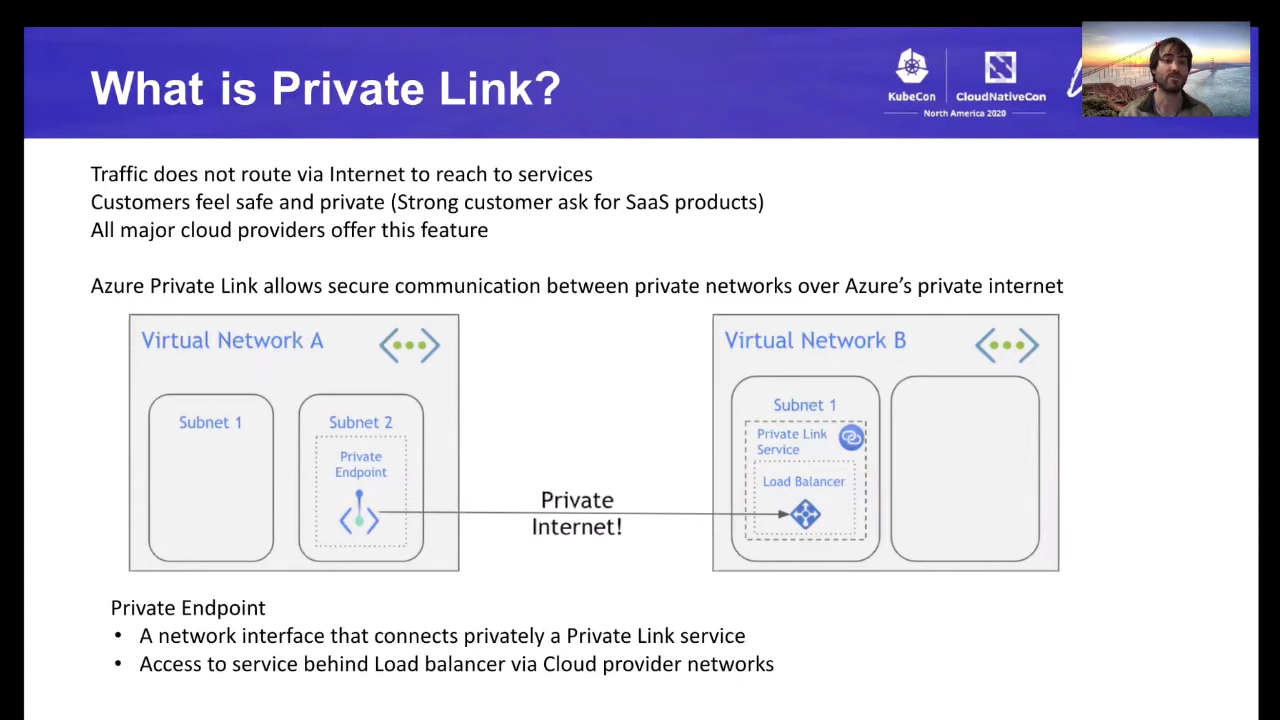 What is Private Link?
KubeCon
CloudNativeCon
North America 2020
Traffic does not route via Internet to reach to services
Customers feel safe and private (Strong customer ask for SaaS products)
All major cloud providers offer this feature
Azure Private Link allows secure communication between private networks over Azure's private internet
Virtual Network A
Subnet 1
Subnet 2
Private
Endpoint
Private
Internet!
Virtual Network B
Subnet 1
Private Link
Service
Load Balancer
Private Endpoint
• A network interface that connects privately a Private Link service
• Access to service behind Load balancer via Cloud provider networks